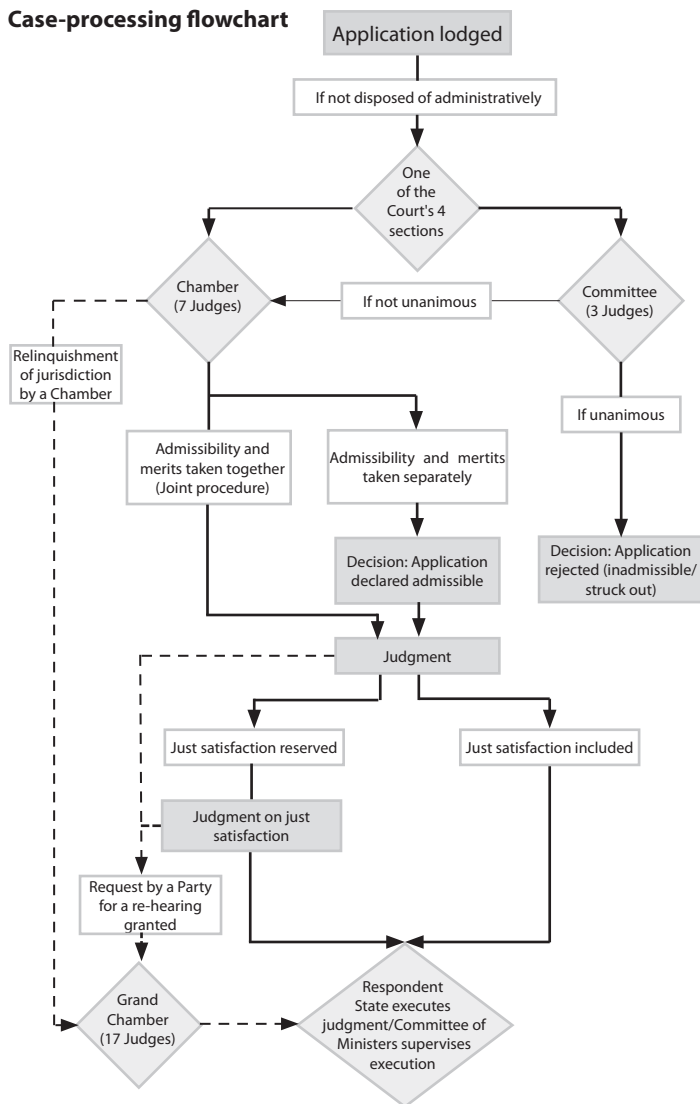 Case-processing flowchart
Application lodged
If not disposed of administratively
One
of the
Court's 4
sections
Chamber
(7 Judges)
If not unanimous
Committee
(3 Judges)
Relinquishment
of jurisdiction
by a Chamber
If unanimous
Admissibility and
merits taken together
(Joint procedure)
Admissibility and mertits
taken separately
Decision: Application
declared admissible
Decision: Application
rejected (inadmissible/
struck out)
Judgment
Just satisfaction reserved
Just satisfaction included
Judgment on just
satisfaction
Request by a Party
for a re-hearing
granted
Grand
Chamber
(17 Judges)
Respondent
State executes
judgment/Committee of
Ministers supervises
execution